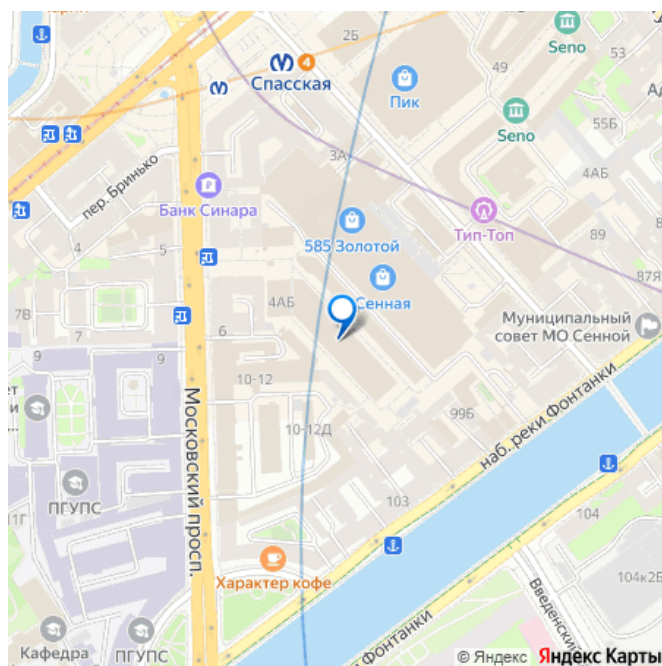 2Б
Seno
53
49
Спасская
4
Пик
Seno
55Б
3А
4АБ
пер. Бринько
Банк Синара
4
585 Золотой
Тип-Топ
89
87Я
5
Сенная
4АБ
7В
6
Муниципальный
совет МО Сенной
9
9
10-12
Московский просп.
99Б
наб. реки Фонтанки
10-12Д
ПГУПС
103
11Г
104
Характер кофе
104к2Б
Введенский
Фонтанки
Кафедра
ПГУПС
© Яндекс Яндекс Карты